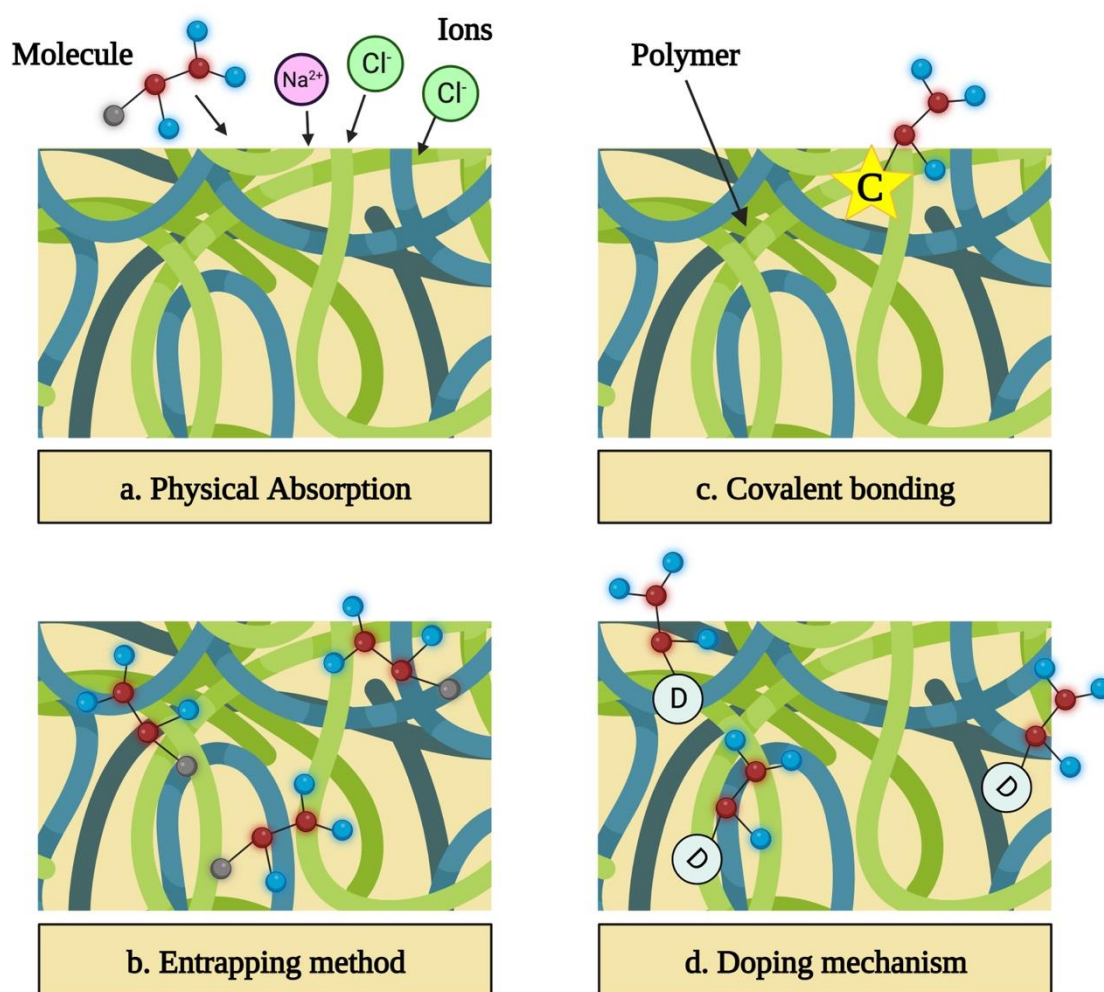 Molecule
Na²⁺
Cl⁻
Cl⁻
Ions
a. Physical Absorption
Polymer
C
c. Covalent bonding
b. Entrapping method
D
D
D
d. Doping mechanism